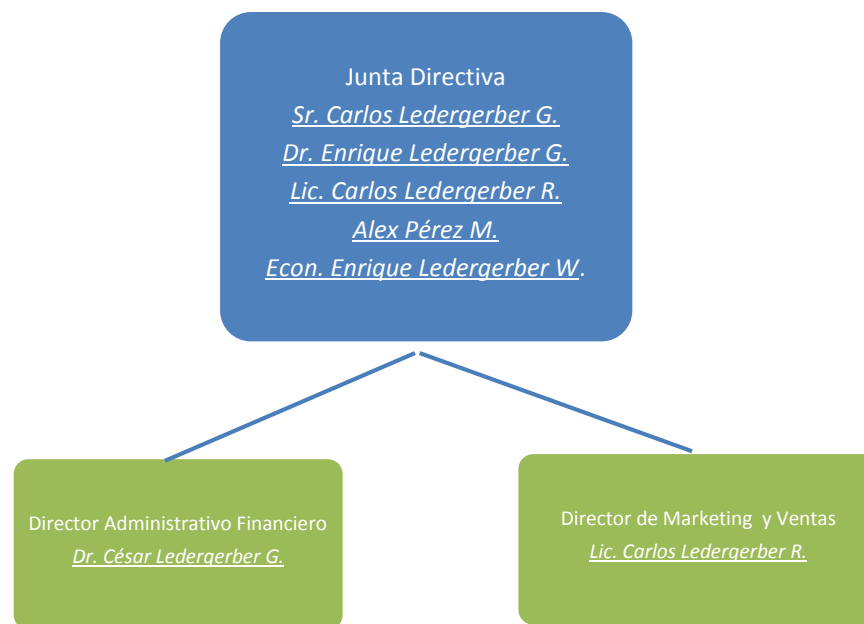 Junta Directiva
Sr. Carlos Ledergerber G.
Dr. Enrique Ledergerber G.
Lic. Carlos Ledergerber R.
Alex Pérez M.
Econ. Enrique Ledergerber W.
Director Administrativo Financiero
Dr. César Ledergerber G.
Director de Marketing y Ventas
Lic. Carlos Ledergerber R.